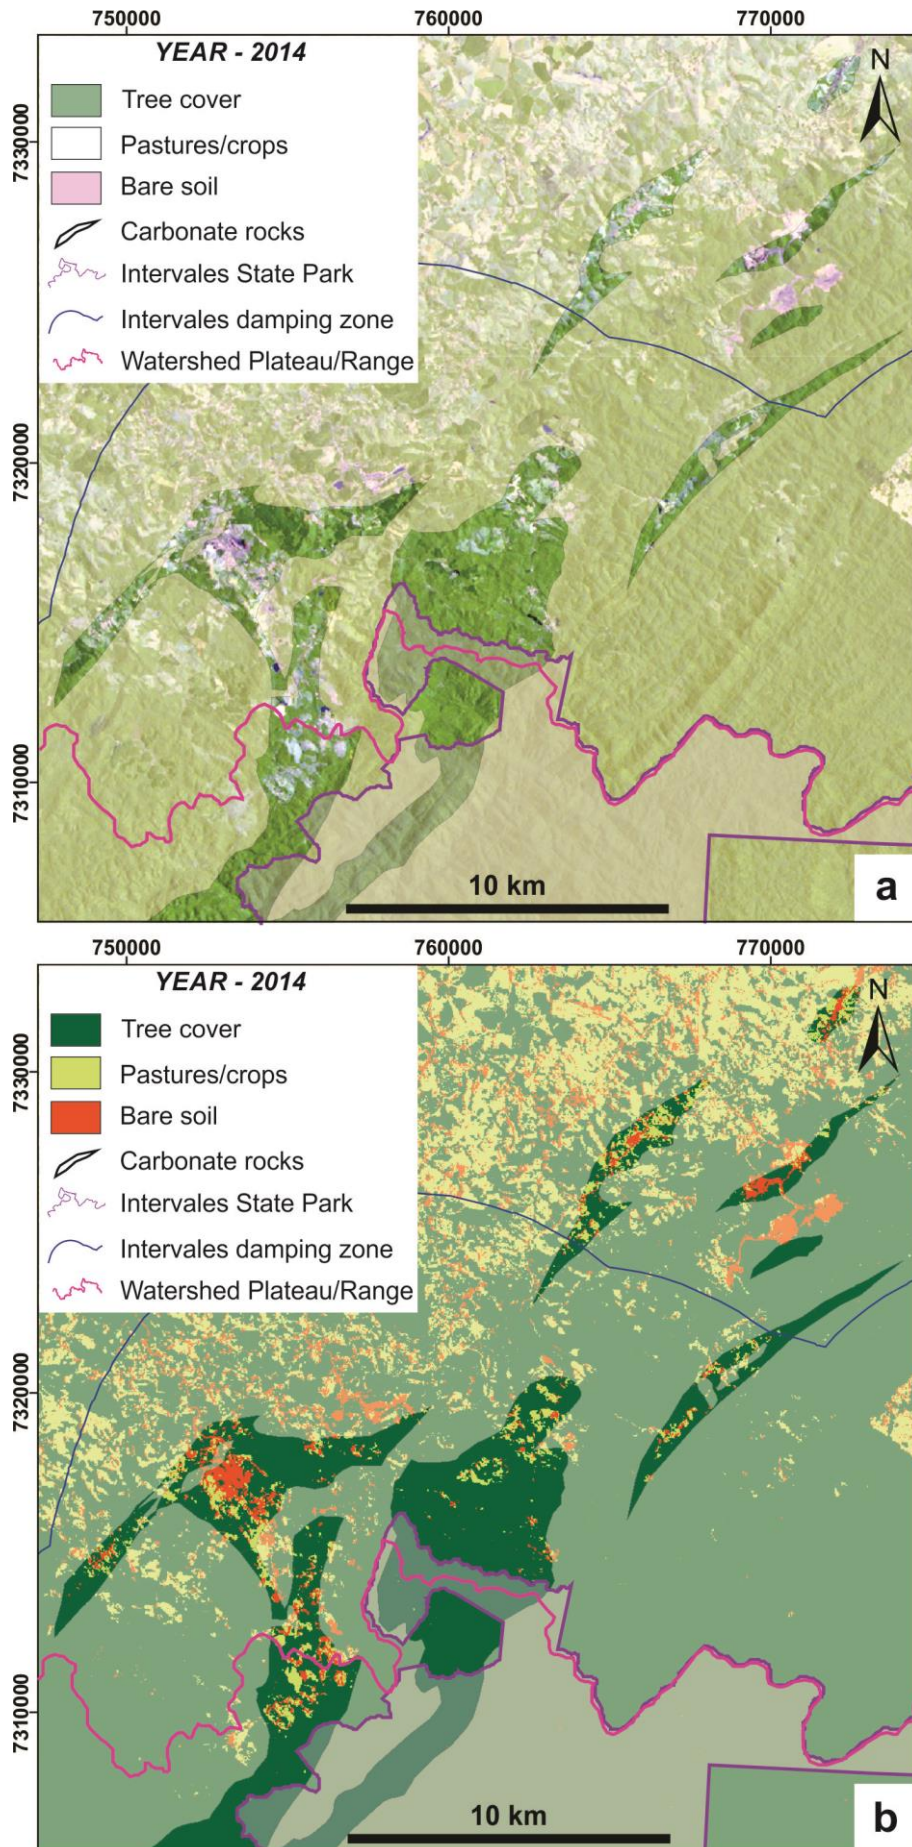 750000 760000 770000
YEAR - 2014
N
Tree cover
Pastures/crops
Bare soil
Carbonate rocks
Intervales State Park
Intervales damping zone
Watershed Plateau/Range
7330000
7320000
7310000
10 km
a
750000 760000 770000
YEAR - 2014
N
Tree cover
Pastures/crops
Bare soil
Carbonate rocks
Intervales State Park
Intervales damping zone
Watershed Plateau/Range
7330000
7320000
7310000
10 km
b